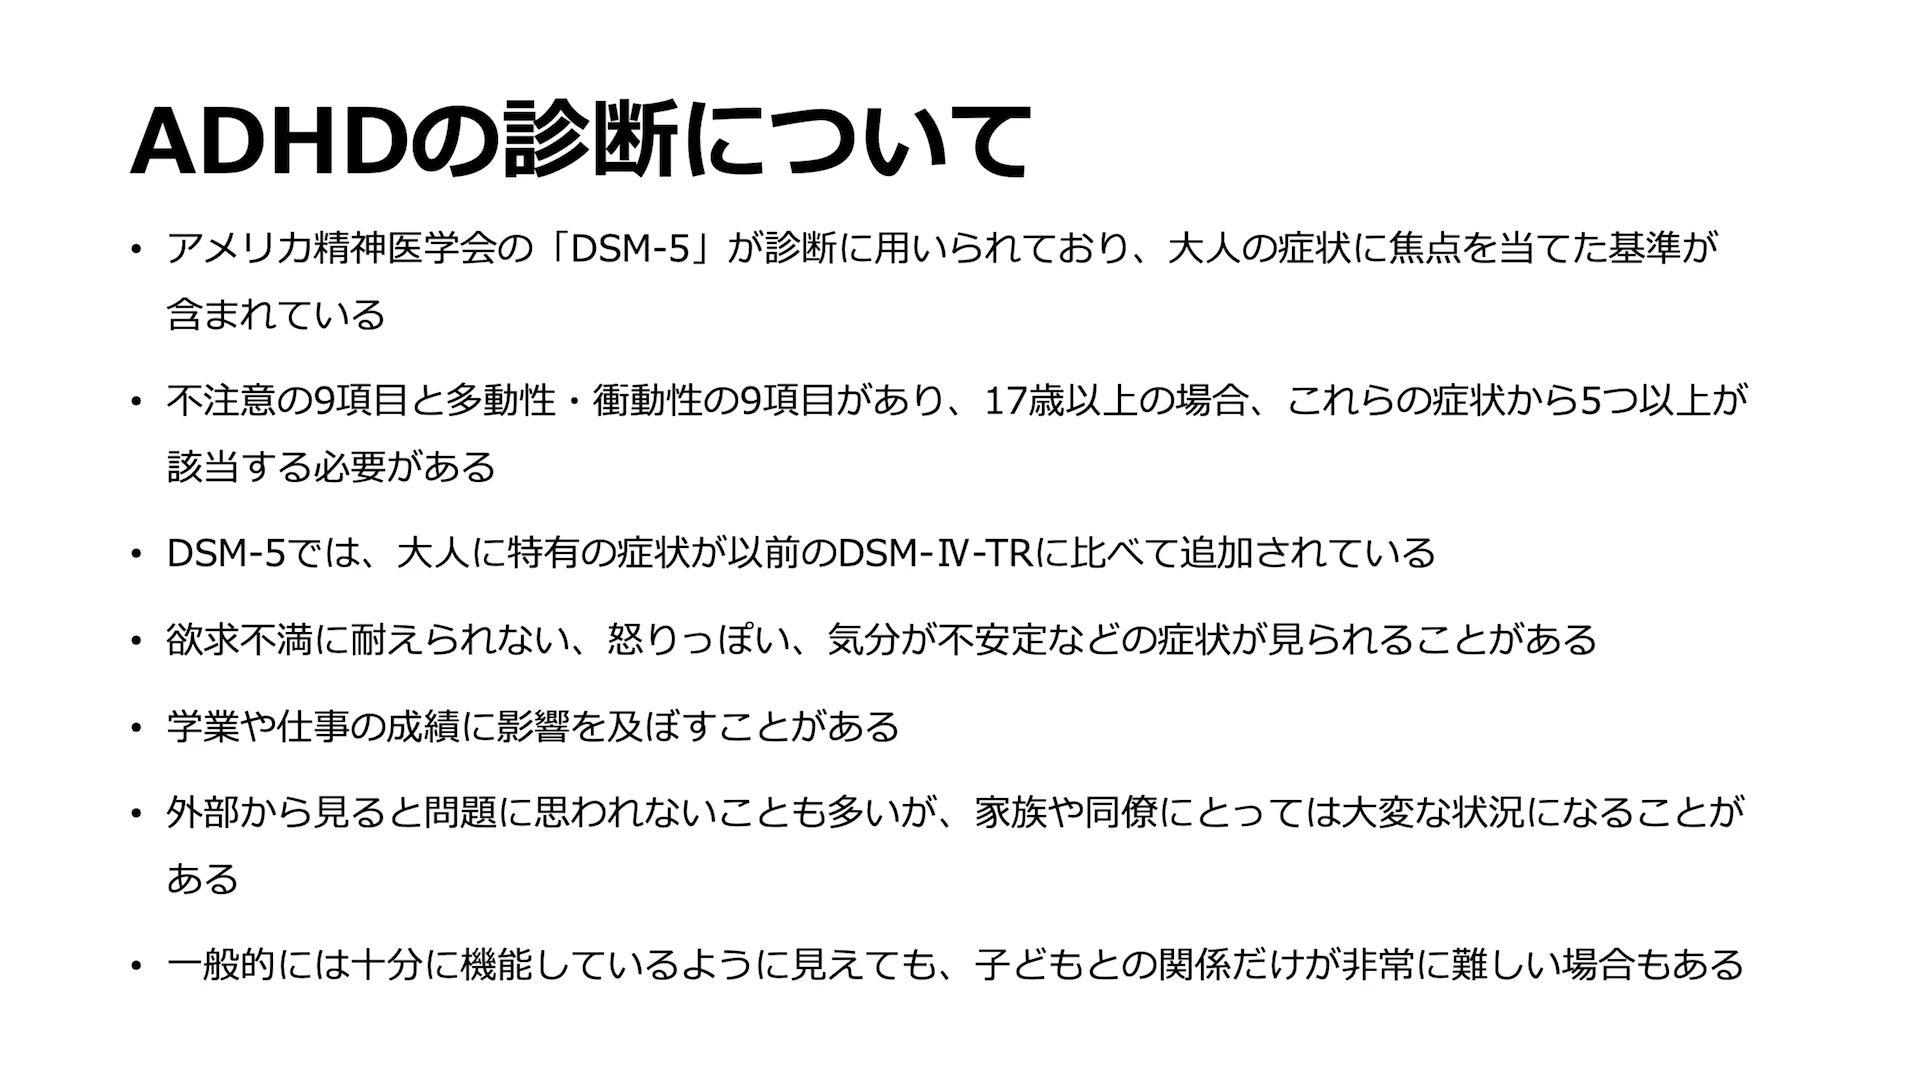 ADHDの診断について
• アメリカ精神医学会の「DSM-5」が診断に用いられており、大人の症状に焦点を当てた基準が
含まれている
• 不注意の9項目と多動性・衝動性の9項目があり、17歳以上の場合、これらの症状から5つ以上が
該当する必要がある
• DSM-5では、大人に特有の症状が以前のDSM-Ⅳ-TRに比べて追加されている
• 欲求不満に耐えられない、怒りっぽい、気分が不安定などの症状が見られることがある
• 学業や仕事の成績に影響を及ぼすことがある
• 外部から見ると問題に思われないことも多いが、家族や同僚にとっては大変な状況になることが
ある
• 一般的には十分に機能しているように見えても、子どもとの関係だけが非常に難しい場合もある